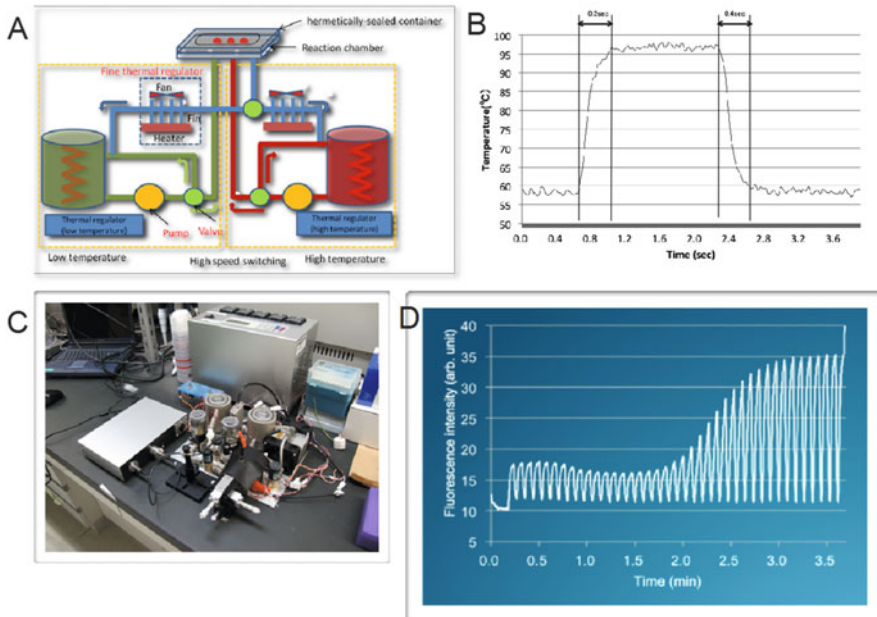 A
hermetically-sealed container
Reaction chamber
Fine thermal regulator
Fan
Fin
Heater
Thermal regulator
(low temperature)
Pump
Valve
Thermal regulator
(high temperature)
Low temperature
High speed switching
High temperature
B
0.4sec
Temperature(°C)
100
95
90
85
80
75
70
65
60
55
50
0.0 0.4 0.8 1.2 1.6 2.0 2.4 2.8 3.2 3.6
Time (sec)
C
D
Fluorescence intensity (arb. unit)
40
35
30
25
20
15
10
5
0.0 0.5 1.0 1.5 2.0 2.5 3.0 3.5
Time (min)